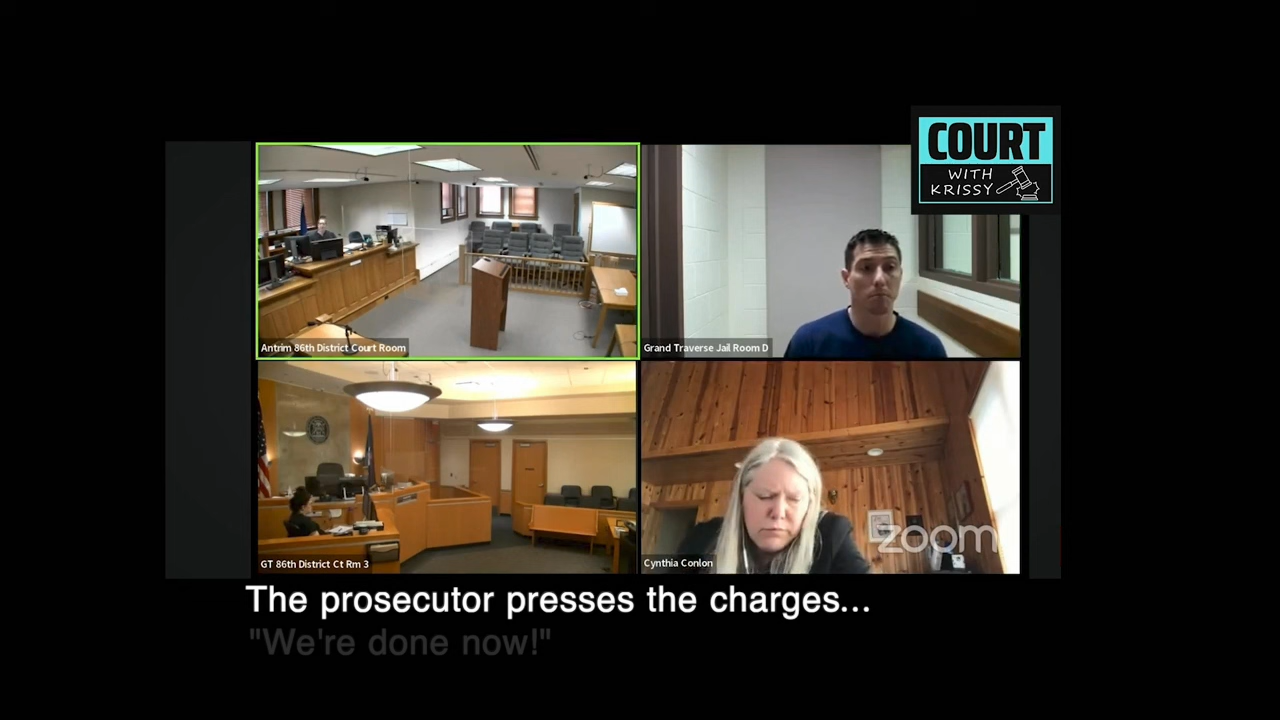 COURT
WITH
KRISSY
Antrim 86th District Court Room
Grand Traverse Jail Room D
GT 86th District Ct Rm 3
Cynthia Conlon
zoom
The prosecutor presses the charges...
"We're done now!"